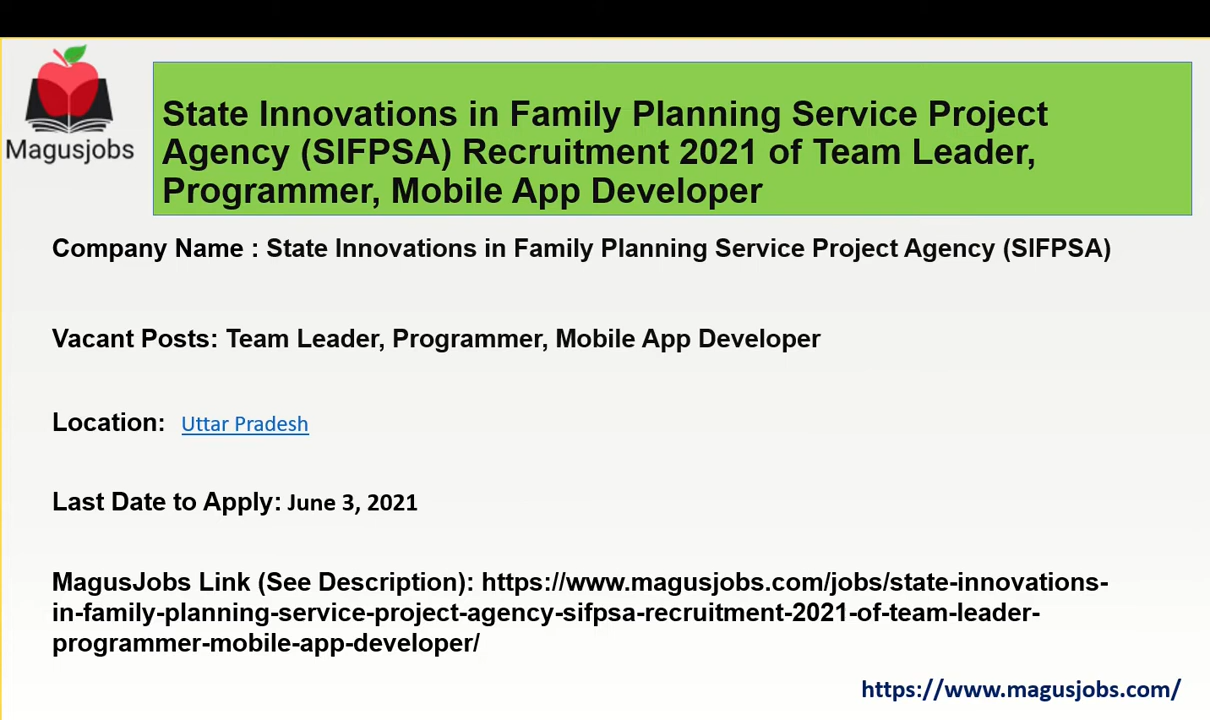 Magusjobs
State Innovations in Family Planning Service Project
Agency (SIFPSA) Recruitment 2021 of Team Leader,
Programmer, Mobile App Developer
Company Name : State Innovations in Family Planning Service Project Agency (SIFPSA)
Vacant Posts: Team Leader, Programmer, Mobile App Developer
Location: Uttar Pradesh
Last Date to Apply: June 3, 2021
MagusJobs Link (See Description): https://www.magusjobs.com/jobs/state-innovations-
in-family-planning-service-project-agency-sifpsa-recruitment-2021-of-team-leader-
programmer-mobile-app-developer/
https://www.magusjobs.com/